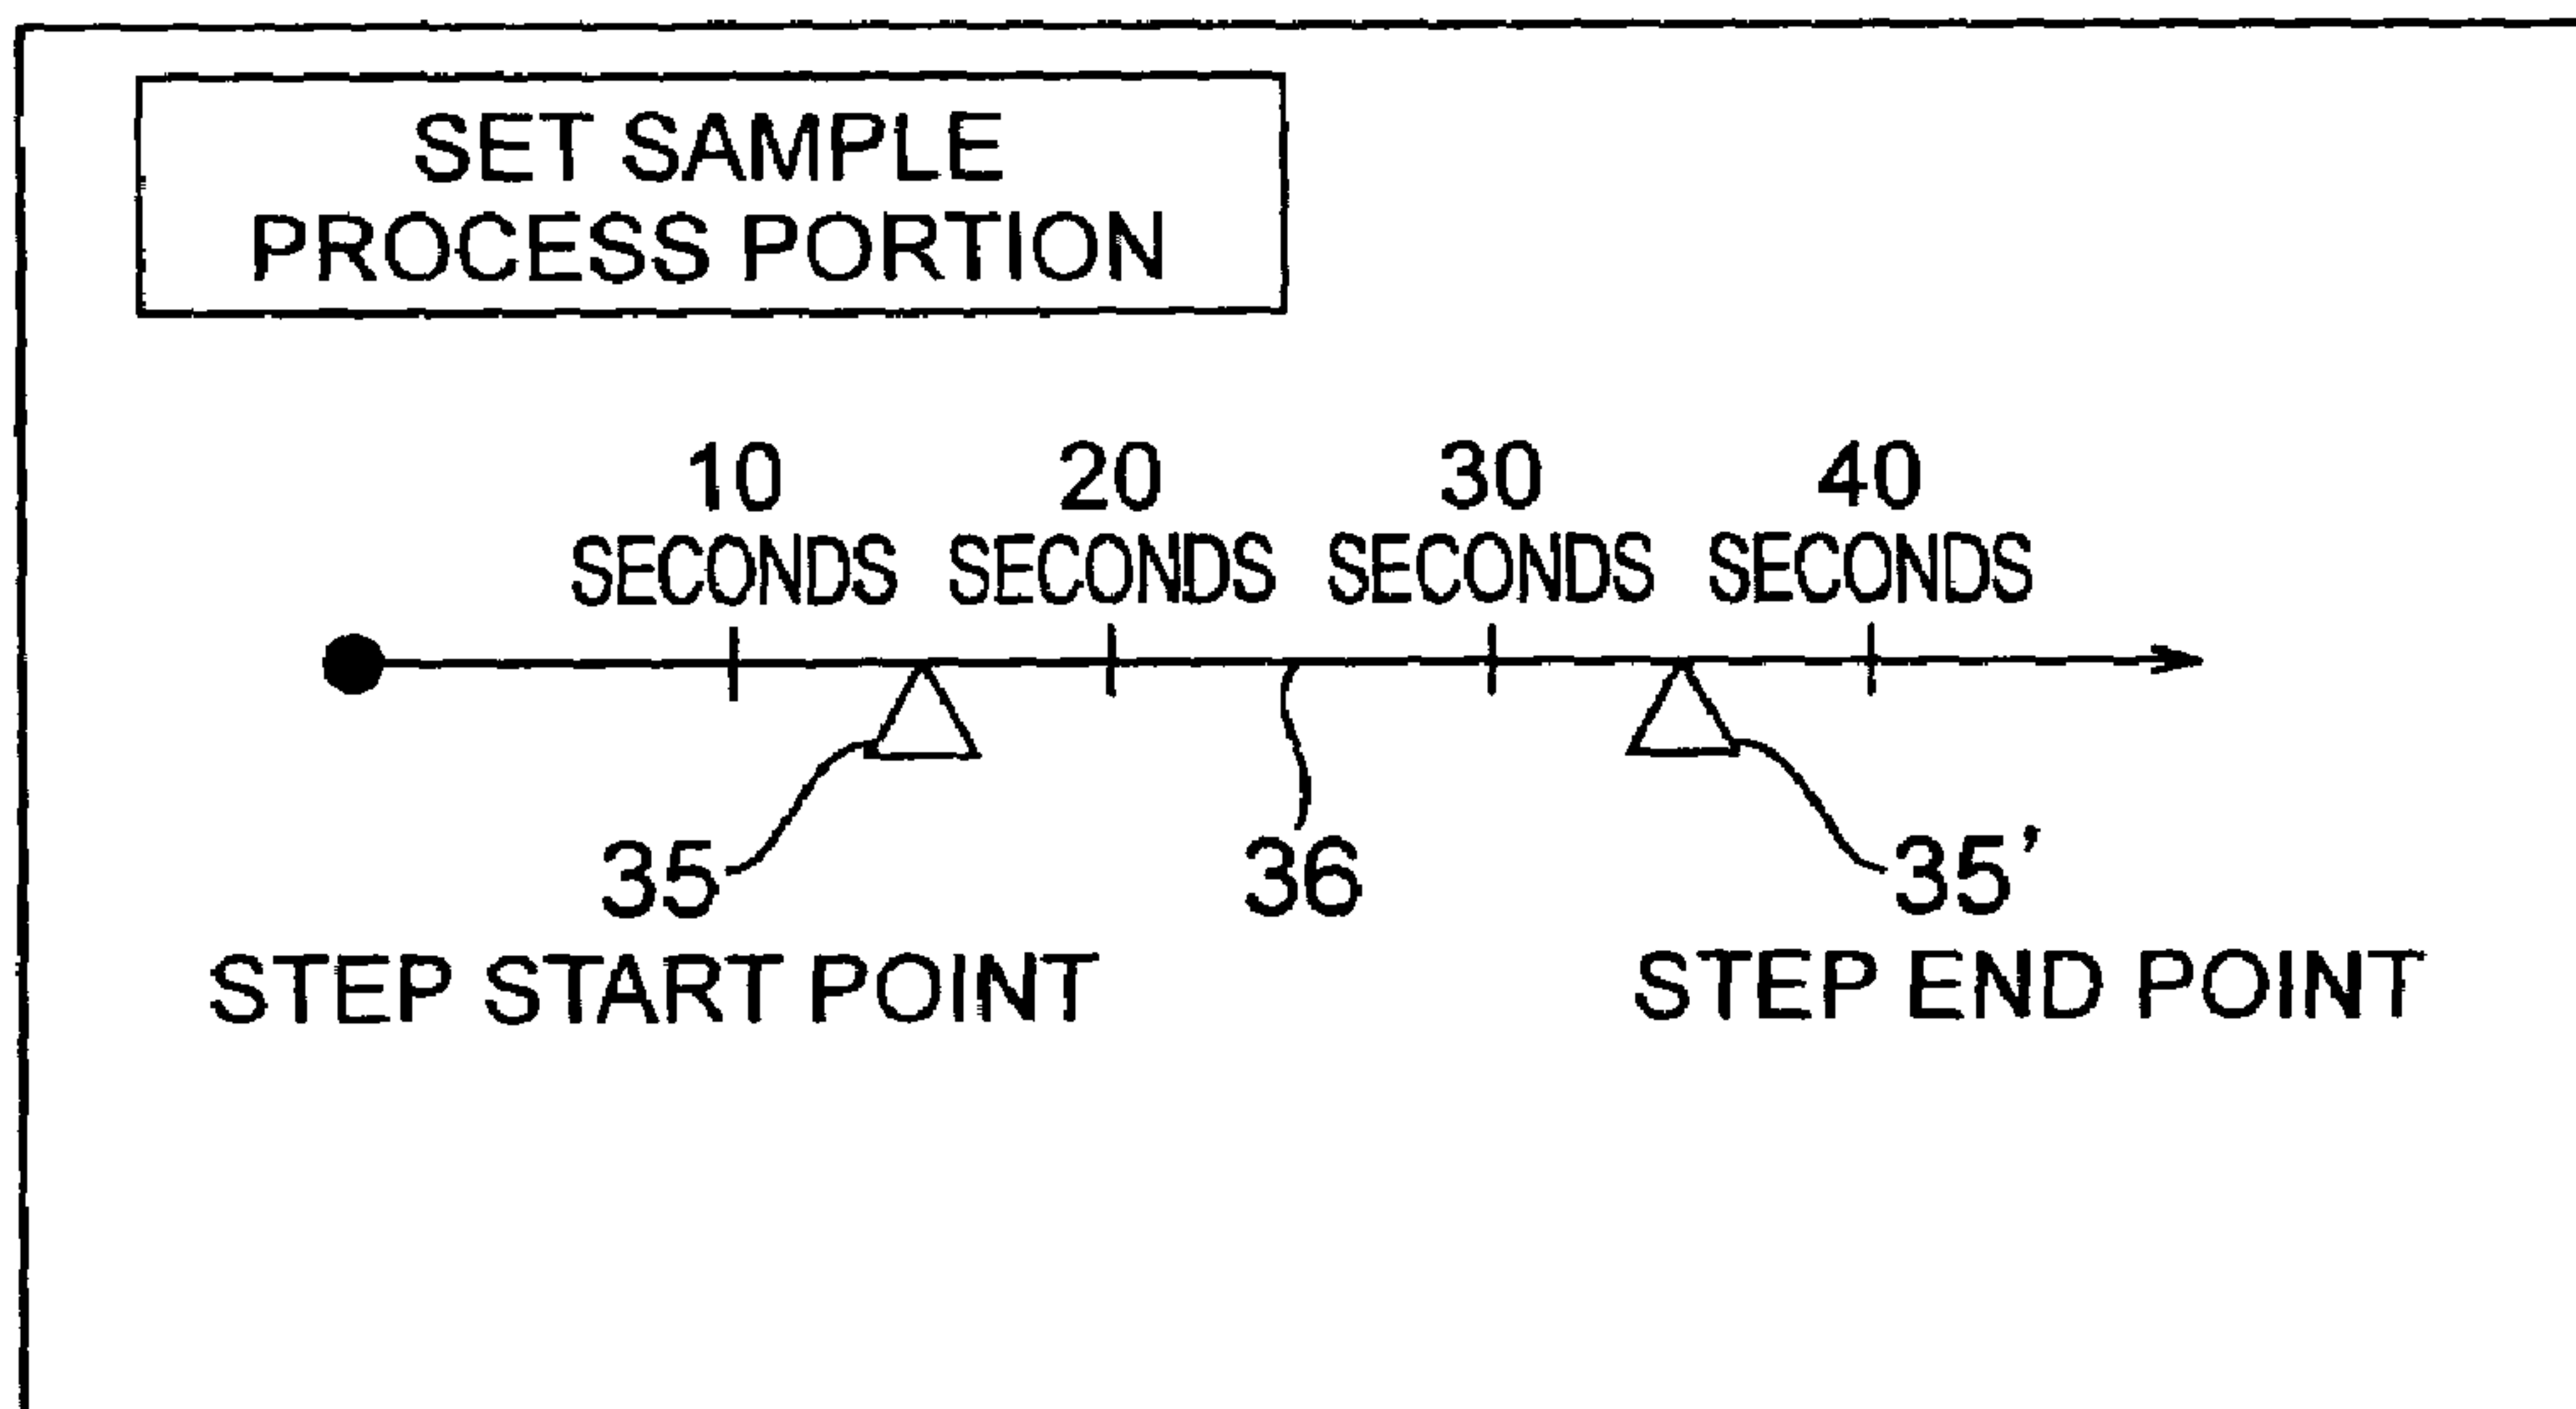 SET SAMPLE
PROCESS PORTION
10 20 30 40
SECONDS SECONDS SECONDS SECONDS
35 36 35’
STEP START POINT STEP END POINT